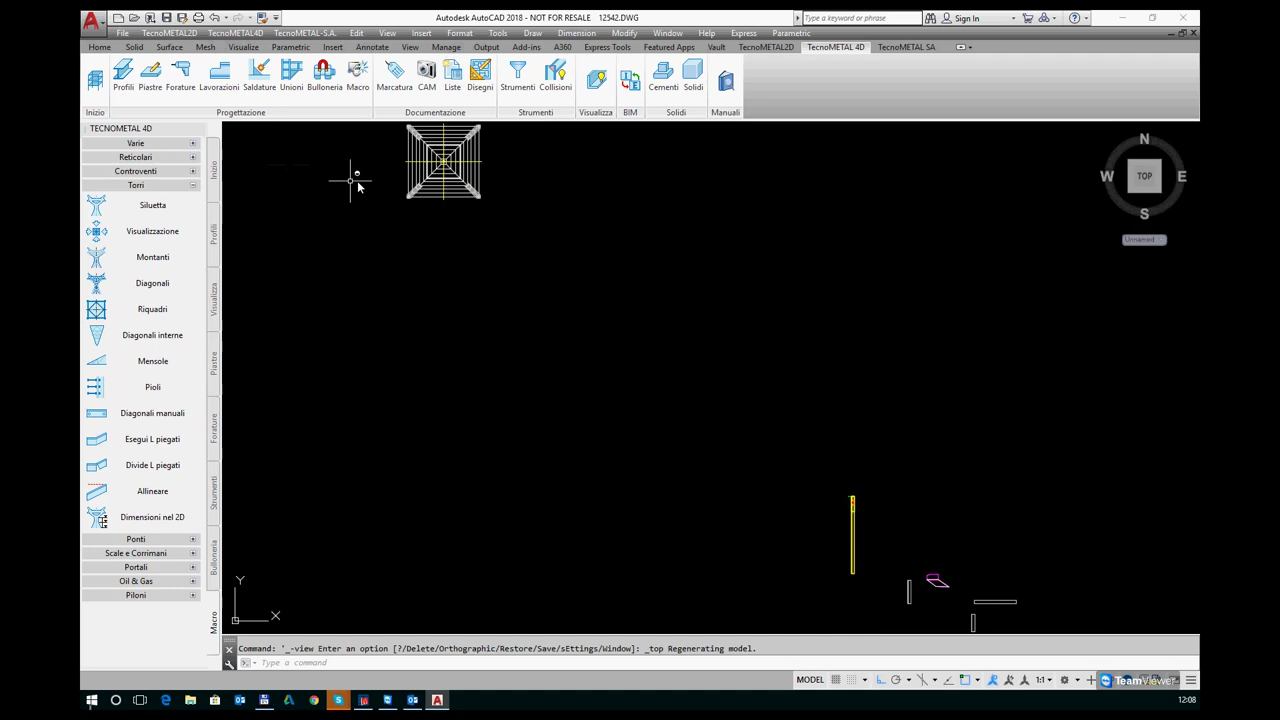 Autodesk AutoCAD 2018 - NOT FOR RESALE 12542.DWG
Type a keyword or phrase
Sign In
File TecnoMETAL2D TecnoMETAL4D TecnoMETAL-S.A. Edit View Insert Format Tools Draw Dimension Modify Window Express Parametric
Home Solid Surface Mesh Visualize Parametric Insert Annotate View Manage Output Add-ins A360 Express Tools Featured Apps Vault TecnoMETAL2D TecnoMETAL 4D TecnoMETAL SA
Profili Piastre Forature Lavorazioni Saldature Unioni Bulloneria Macro Marcatura CAM Liste Disegni Strumenti Collisioni Cementi Solidi
Inizio Progettazione Documentazione Strumenti Visualizza BIM Solidi Manuali
TECNOMETAL 4D
Varie
Reticolari
Controventi
Torri
Siluetta
Visualizzazione
Montanti
Diagonali
Riquadri
Diagonali interne
Mensole
Pioli
Diagonali manuali
Esegui L piegati
Divide L piegati
Allineare
Dimensioni nel 2D
Ponti
Scale e Corrimani
Portali
Oil & Gas
Piloni
Inizio
Profili
Visualizza
Piastre
Forature
Strumenti
Bulloneria
Macro
N
W TOP E
S
Unnamed
Y
X
Command: '_-view Enter an option [?/Delete/Orthographic/Restore/Save/sEttings/Window]: _top Regenerating model.
Type a command
MODEL
1:1
TeamViewer
12:08